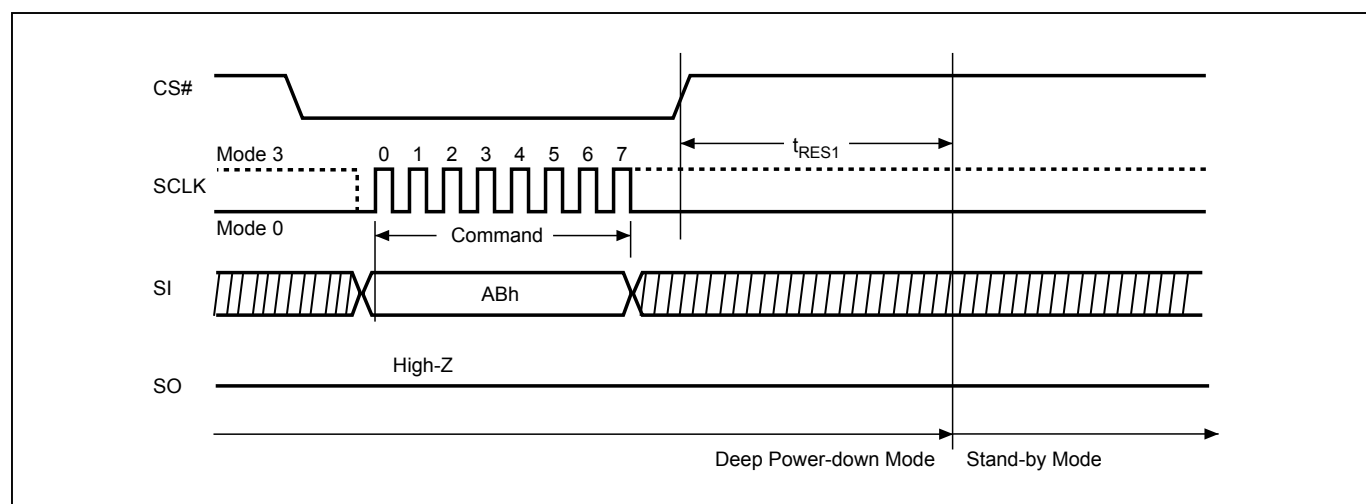 CS#
Mode 3
0 1 2 3 4 5 6 7
tRES1
SCLK
Mode 0
Command
SI
ABh
High-Z
SO
Deep Power-down Mode
Stand-by Mode